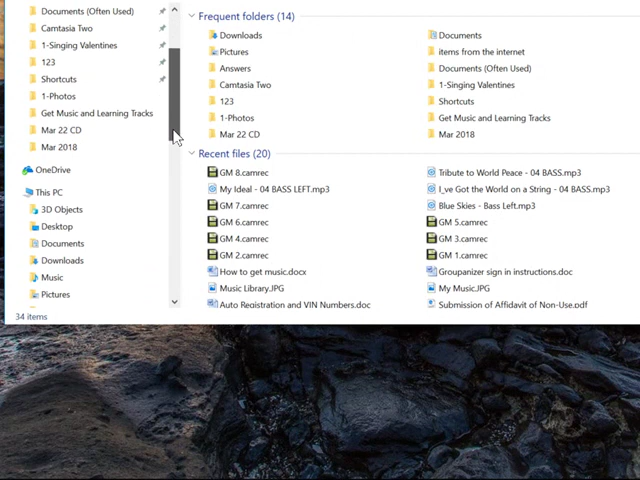 Documents (Often Used)
Camtasia Two
1-Singing Valentines
123
Shortcuts
1-Photos
Get Music and Learning Tracks
Mar 22 CD
Mar 2018
OneDrive
This PC
3D Objects
Desktop
Documents
Downloads
Music
Pictures
34 items
Frequent folders (14)
Downloads
Documents
Pictures
items from the internet
Answers
Documents (Often Used)
Camtasia Two
1-Singing Valentines
123
Shortcuts
1-Photos
Get Music and Learning Tracks
Mar 22 CD
Mar 2018
Recent files (20)
GM 8.camrec
Tribute to World Peace - 04 BASS.mp3
My Ideal - 04 BASS LEFT.mp3
I_ve Got the World on a String - 04 BASS.mp3
GM 7.camrec
Blue Skies - Bass Left.mp3
GM 6.camrec
GM 5.camrec
GM 4.camrec
GM 3.camrec
GM 2.camrec
GM 1.camrec
How to get music.docx
Groupanizer sign in instructions.doc
Music Library.JPG
My Music.JPG
Auto Registration and VIN Numbers.doc
Submission of Affidavit of Non-Use.pdf